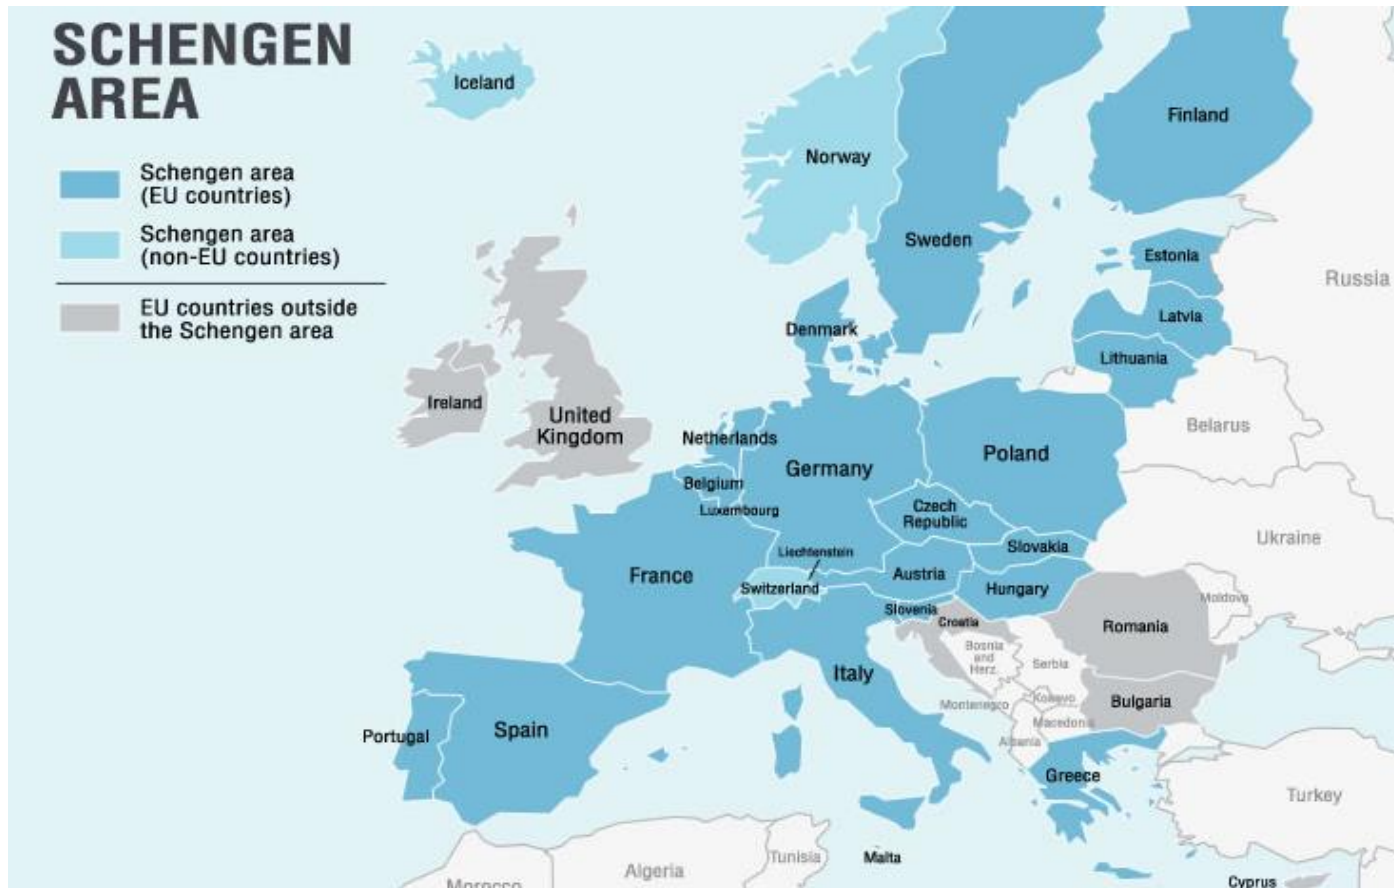 SCHENGEN
AREA
Schengen area
(EU countries)
Schengen area
(non-EU countries)
EU countries outside
the Schengen area
Iceland
Finland
Norway
Sweden
Estonia
Russia
Latvia
Denmark
Lithuania
Ireland
United
Kingdom
Belarus
Netherlands
Poland
Germany
Belgium
Luxembourg
Czech
Republic
Ukraine
Slovakia
Liechtenstein
Austria
France
Switzerland
Hungary
Moldova
Slovenia
Croatia
Romania
Bosnia
and
Herz.
Serbia
Italy
Kosovo
Montenegro
Bulgaria
Macedonia
Spain
Portugal
Albania
Greece
Turkey
Malta
Tunisia
Algeria
Cyprus
Morocco